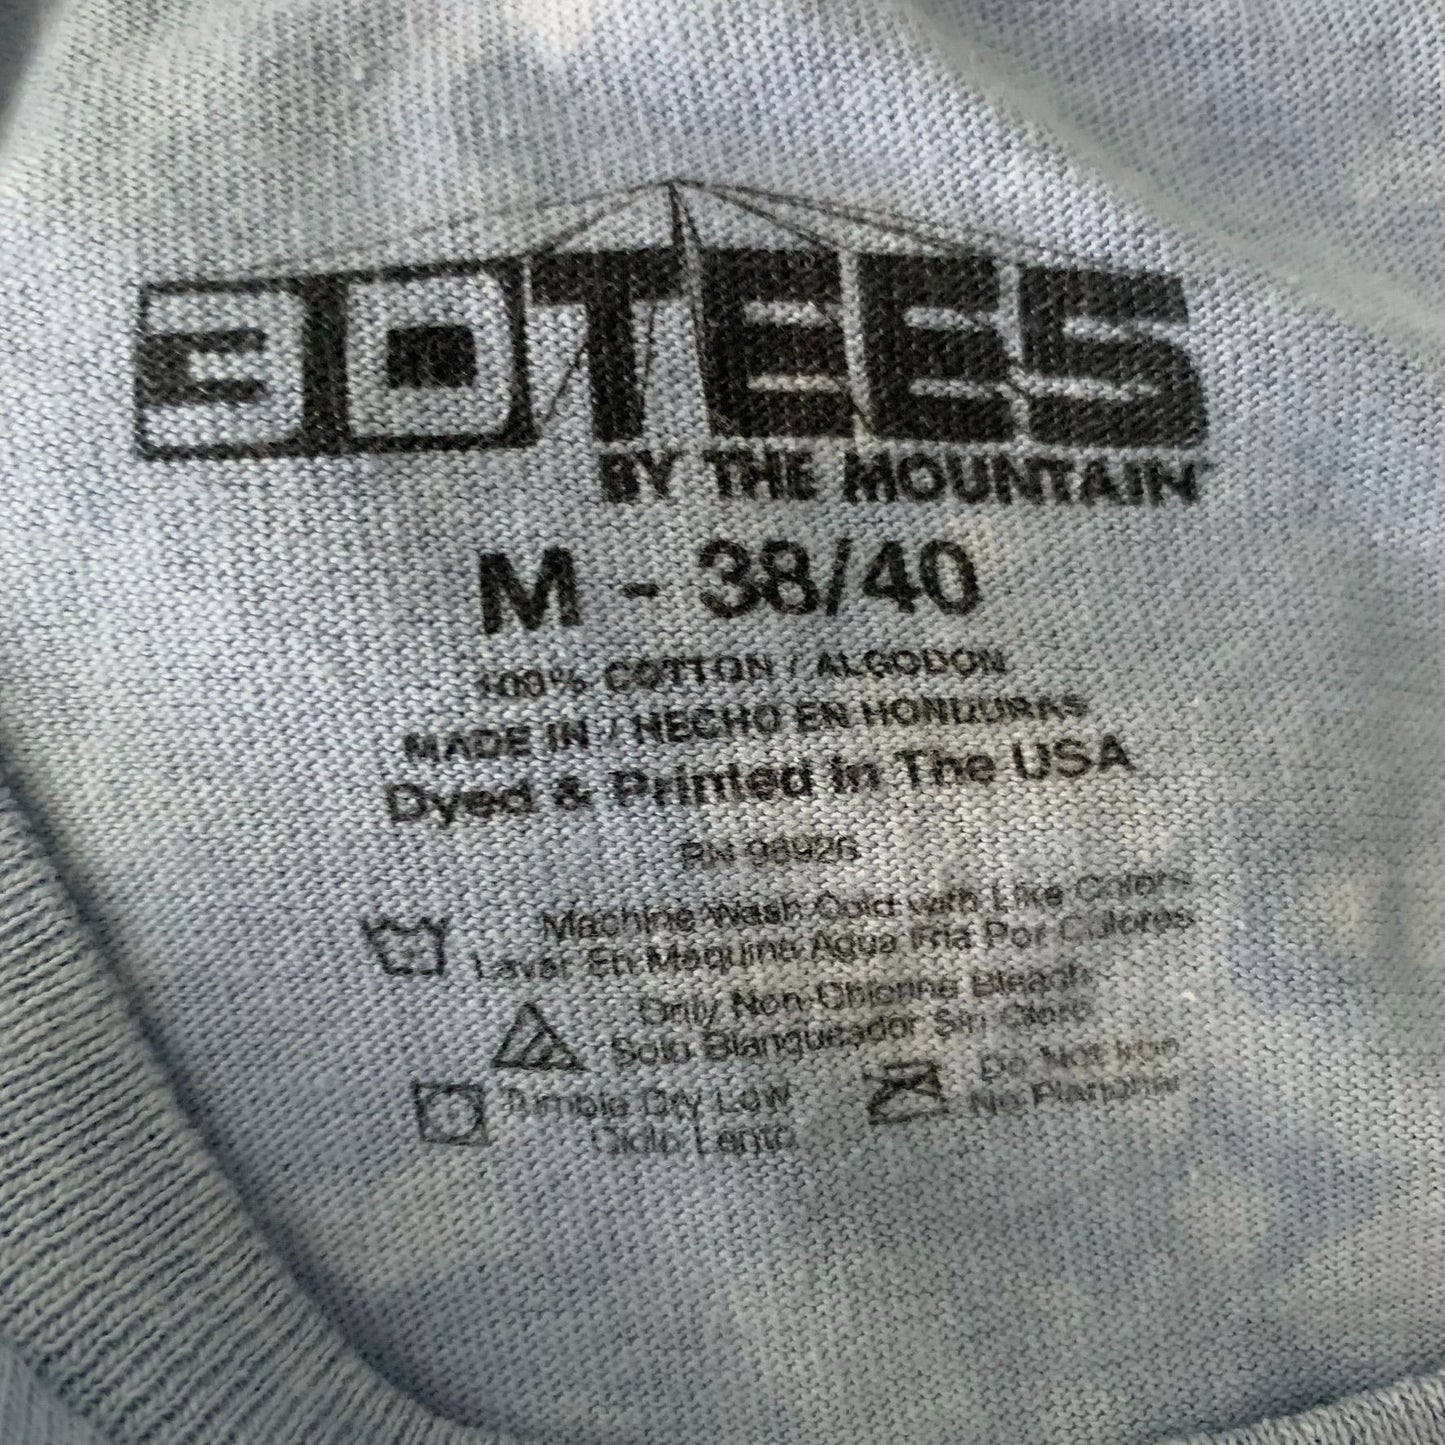 3DTEES
BY THE MOUNTAIN
M - 38/40
100% COTTON / ALGODON
MADE IN / HECHO EN HONDURAS
Dyed & Printed In The USA
RN 96926
Machine Wash Cold with Like Colors
Lavar En Maquina Agua Fria Por Colores
Only Non-Chlorine Bleach
Solo Blanqueador Sin Cloro
Tumble Dry Low
Ciclo Lento
Do Not Iron
No Planchar